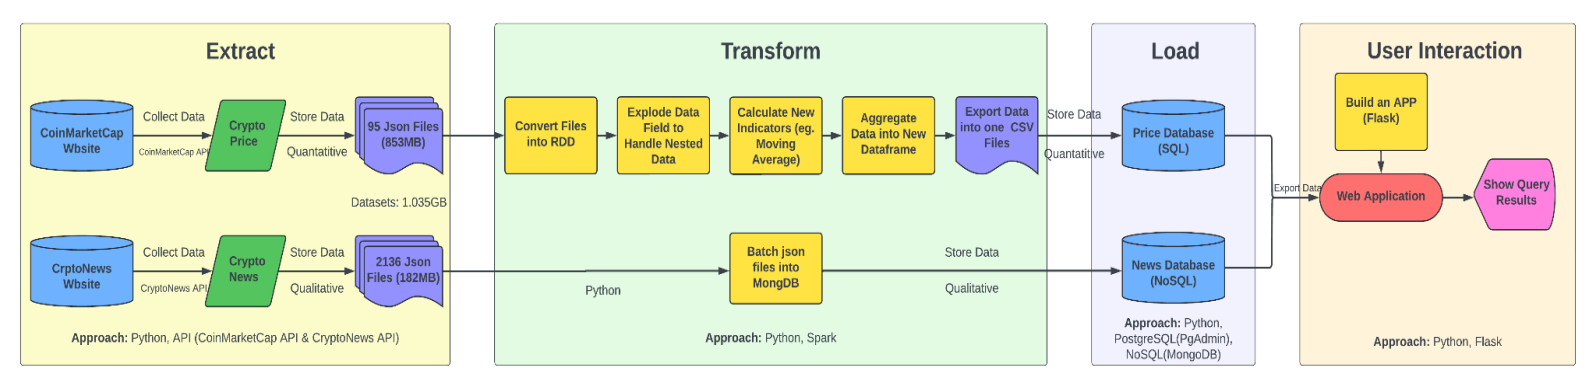 Extract
CoinMarketCap
Wbsite
Collect Data
CoinMarketCap API
Crypto
Price
Store Data
Quantatitive
95 Json Files
(853MB)
Datasets: 1.035GB
CrptoNews
Wbsite
Collect Data
CryptoNews API
Crypto
News
Store Data
Qualitative
2136 Json
Files (182MB)
Approach: Python, API (CoinMarketCap API & CryptoNews API)
Transform
Convert Files
into RDD
Explode Data
Field to
Handle Nested
Data
Calculate New
Indicators (eg.
Moving
Average)
Aggregate
Data into New
Dataframe
Export Data
into one CSV
Files
Store Data
Quantatitive
Python
Batch json
files into
MongDB
Store Data
Qualitative
Approach: Python, Spark
Load
Price Database
(SQL)
News Database
(NoSQL)
Approach: Python,
PostgreSQL(PgAdmin),
NoSQL(MongoDB)
Export Data
User Interaction
Build an APP
(Flask)
Web Application
Show Query
Results
Approach: Python, Flask